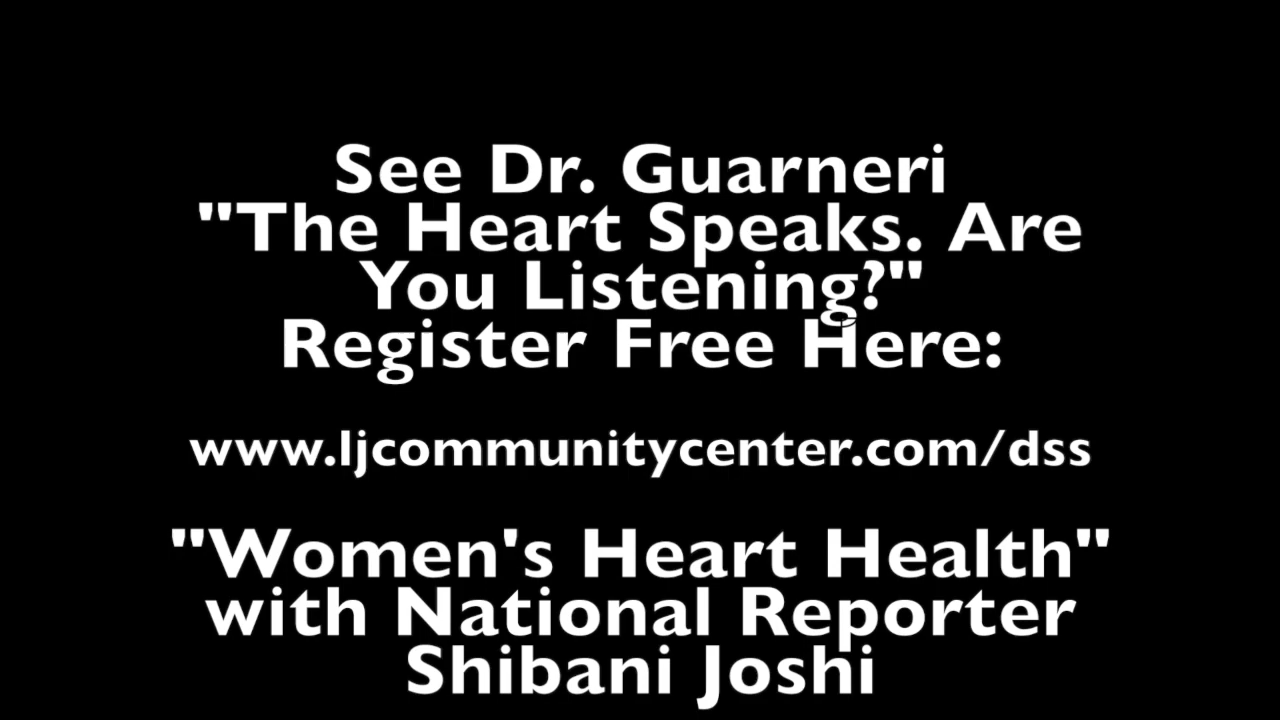 See Dr. Guarneri
"The Heart Speaks. Are
You Listening?"
Register Free Here:
www.ljcommunitycenter.com/dss
"Women's Heart Health"
with National Reporter
Shibani Joshi